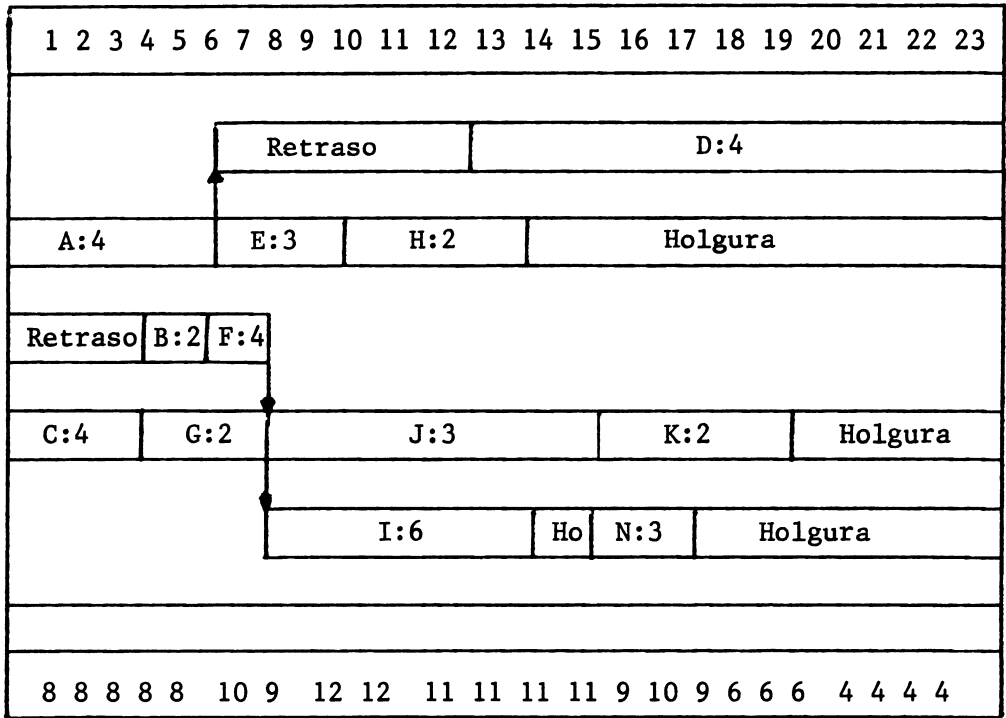 1 2 3 4 5 6 7 8 9 10 11 12 13 14 15 16 17 18 19 20 21 22 23
Retraso D:4
A:4 E:3 H:2 Holgura
Retraso B:2 F:4
C:4 G:2 J:3 K:2 Holgura
I:6 Ho N:3 Holgura
8 8 8 8 8 10 9 12 12 11 11 11 11 9 10 9 6 6 6 4 4 4 4